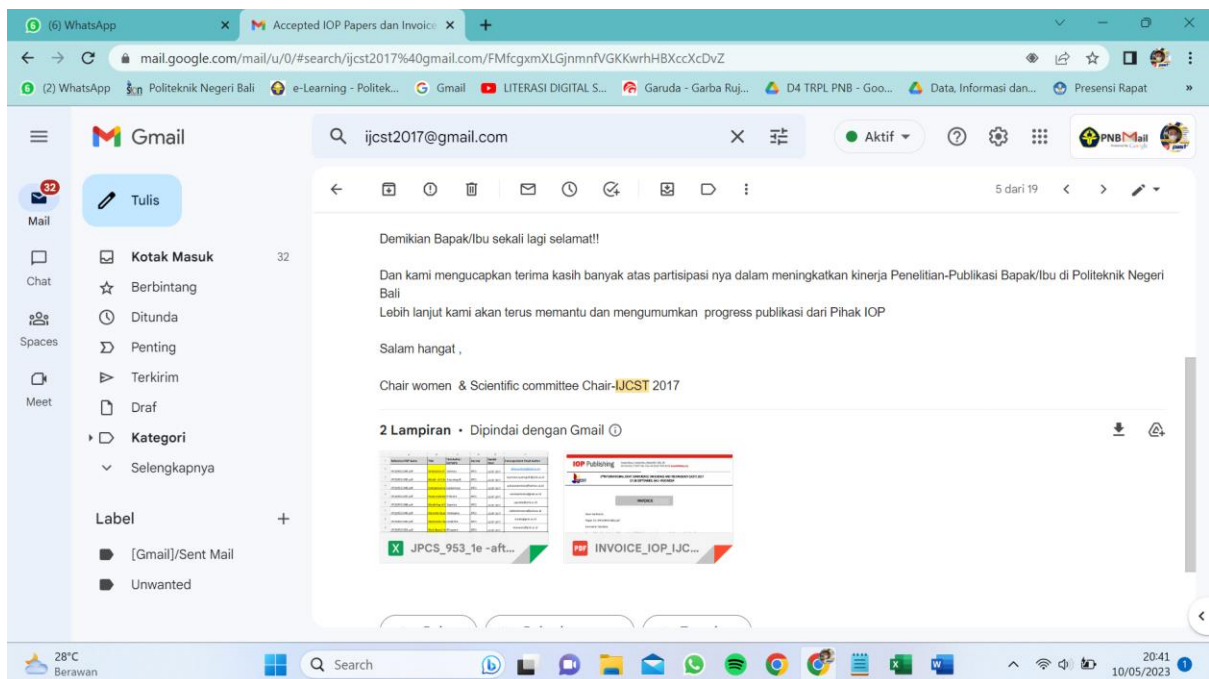 (6) WhatsApp
Accepted IOP Papers dan Invoice
mail.google.com/mail/u/0/#search/ijcst2017%40gmail.com/FMfcgxmXLGjnmnfVGKKwrhHBXccXcDvZ
(2) WhatsApp Politeknik Negeri Bali e-Learning - Politek... Gmail LITERASI DIGITAL S... Garuda - Garba Ruj... D4 TRPL PNB - Goo... Data, Informasi dan... Presensi Rapat »
Gmail
ijcst2017@gmail.com
Aktif
PNBMail
32
Mail
Chat
Spaces
Meet
Tulis
Kotak Masuk 32
Berbintang
Ditunda
Penting
Terkirim
Draf
Kategori
Selengkapnya
Label
[Gmail]/Sent Mail
Unwanted
5 dari 19
Demikian Bapak/Ibu sekali lagi selamat!!
Dan kami mengucapkan terima kasih banyak atas partisipasi nya dalam meningkatkan kinerja Penelitian-Publikasi Bapak/Ibu di Politeknik Negeri
Bali
Lebih lanjut kami akan terus memantu dan mengumumkan progress publikasi dari Pihak IOP
Salam hangat ,
Chair women & Scientific committee Chair-IJCST 2017
2 Lampiran • Dipindai dengan Gmail
IOP Publishing
INVOICE
JPCS_953_1e -aft...
PDF INVOICE_IOP_IJC...
28°C
Berawan
Search
20:41
10/05/2023
1